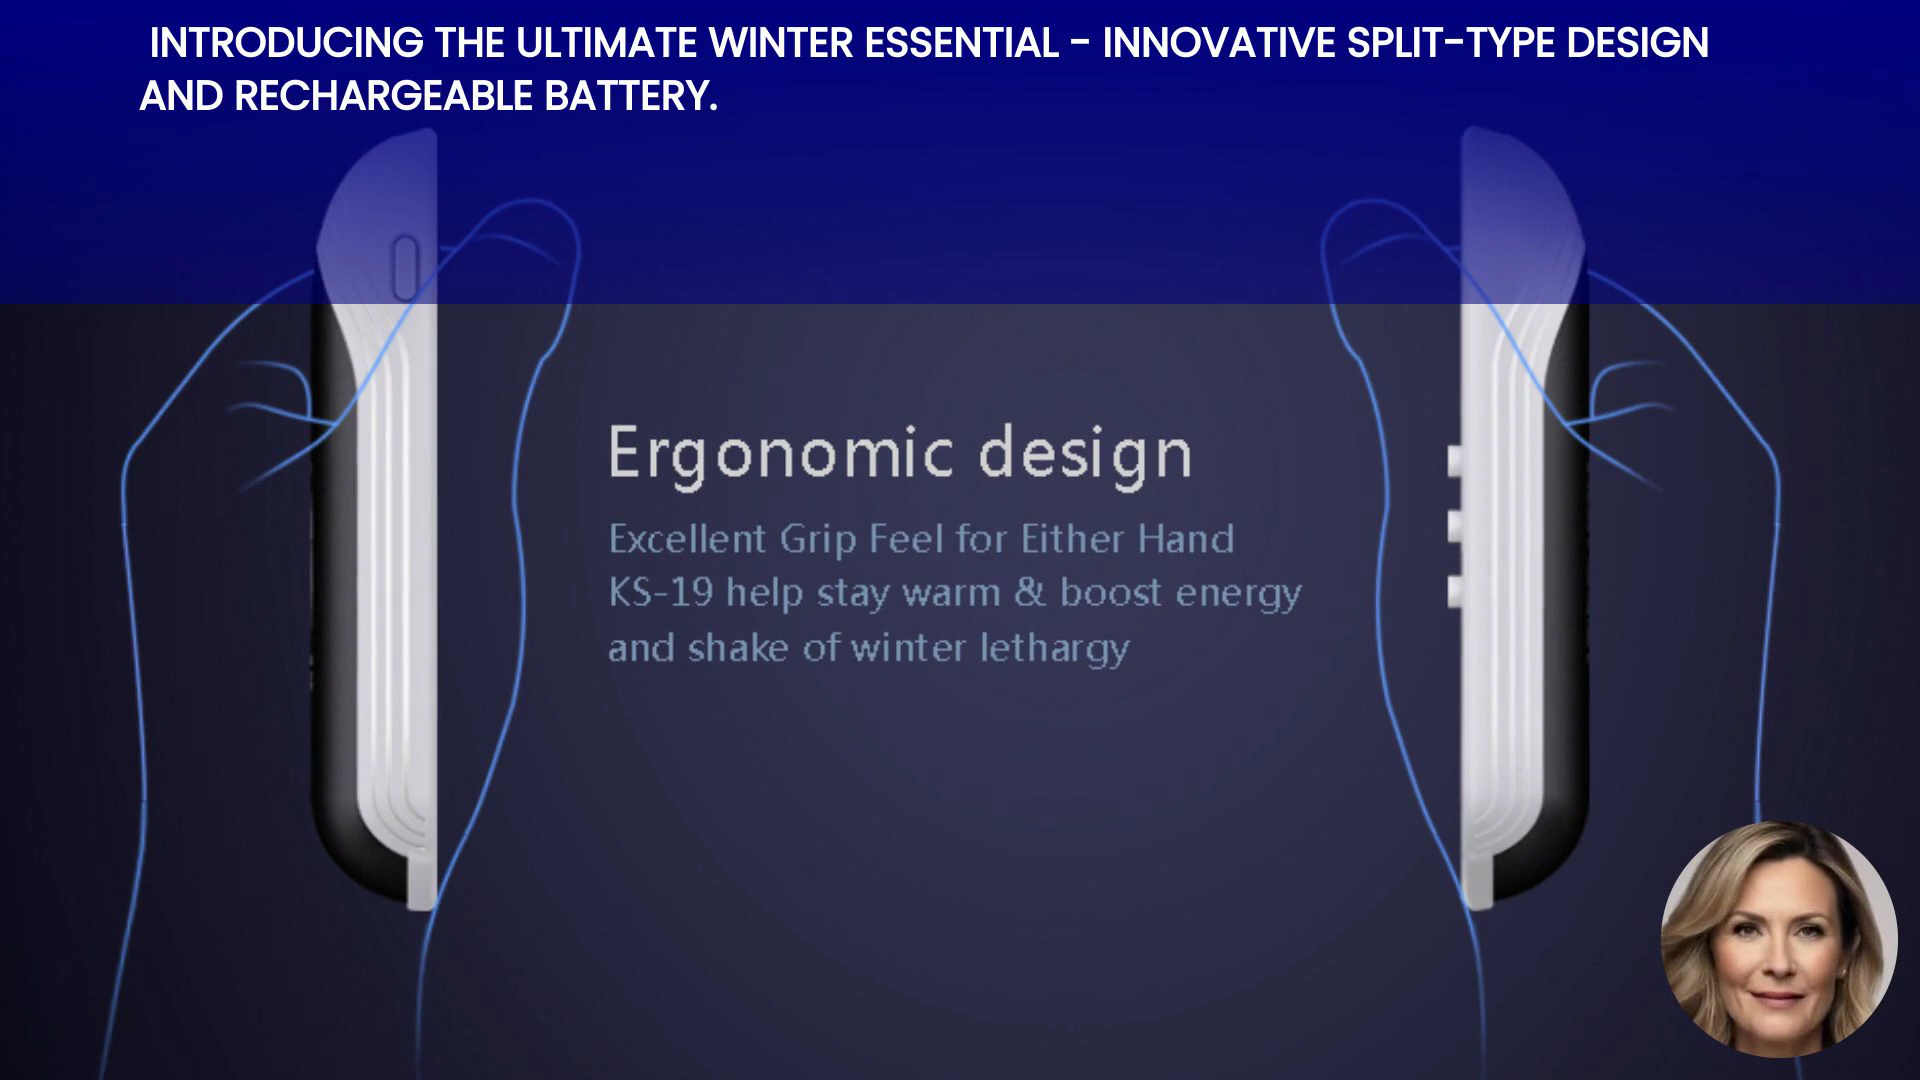 INTRODUCING THE ULTIMATE WINTER ESSENTIAL - INNOVATIVE SPLIT-TYPE DESIGN
AND RECHARGEABLE BATTERY.
Ergonomic design
Excellent Grip Feel for Either Hand
KS-19 help stay warm & boost energy
and shake of winter lethargy